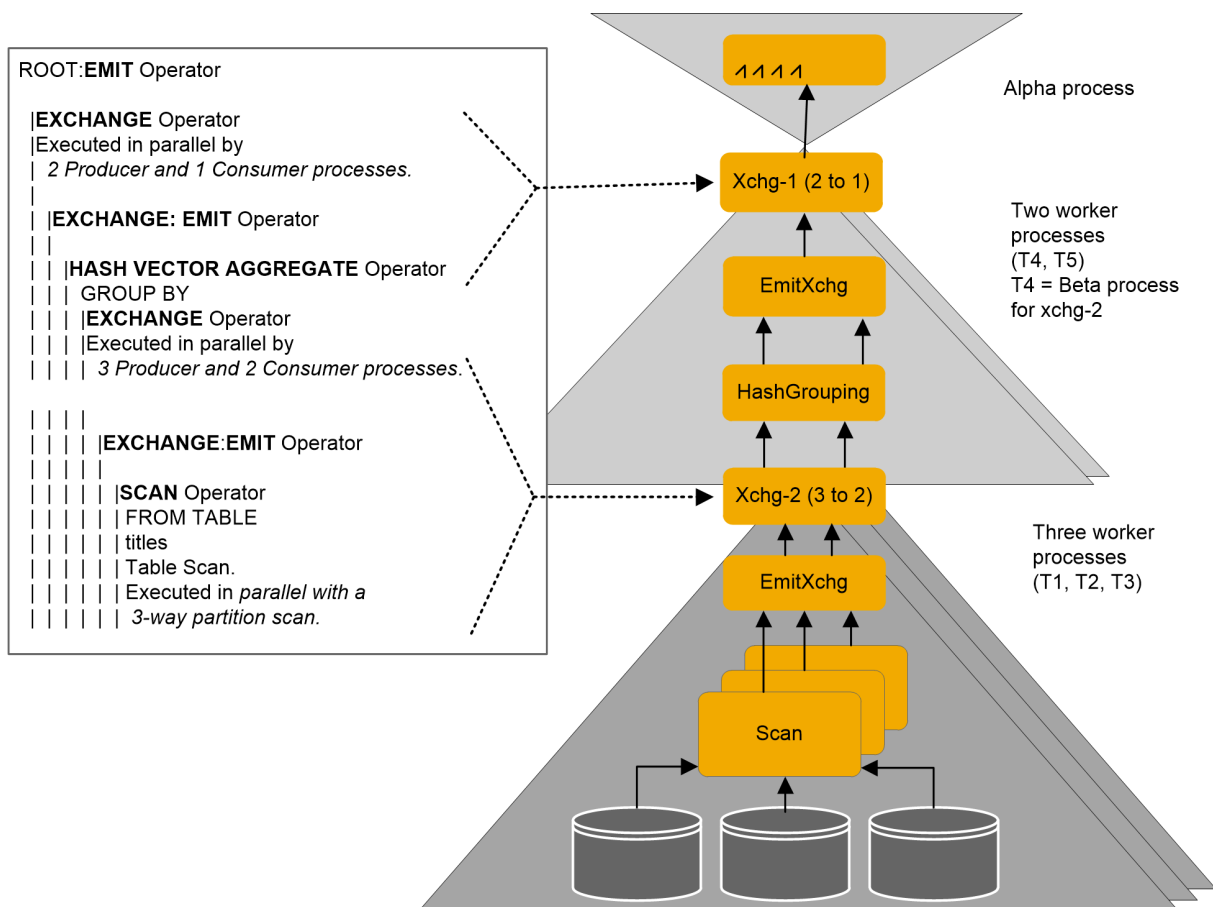 ROOT:EMIT Operator
|EXCHANGE Operator
|Executed in parallel by
| 2 Producer and 1 Consumer processes.
|
| |EXCHANGE: EMIT Operator
| |
| | |HASH VECTOR AGGREGATE Operator
| | | GROUP BY
| | | |EXCHANGE Operator
| | | |Executed in parallel by
| | | | 3 Producer and 2 Consumer processes.
| | | |
| | | | |EXCHANGE:EMIT Operator
| | | | |
| | | | | |SCAN Operator
| | | | | | FROM TABLE
| | | | | | titles
| | | | | | Table Scan.
| | | | | | Executed in parallel with a
| | | | | | 3-way partition scan.
Alpha process
Xchg-1 (2 to 1)
Two worker
processes
(T4, T5)
T4 = Beta process
for xchg-2
EmitXchg
HashGrouping
Xchg-2 (3 to 2)
Three worker
processes
(T1, T2, T3)
EmitXchg
Scan